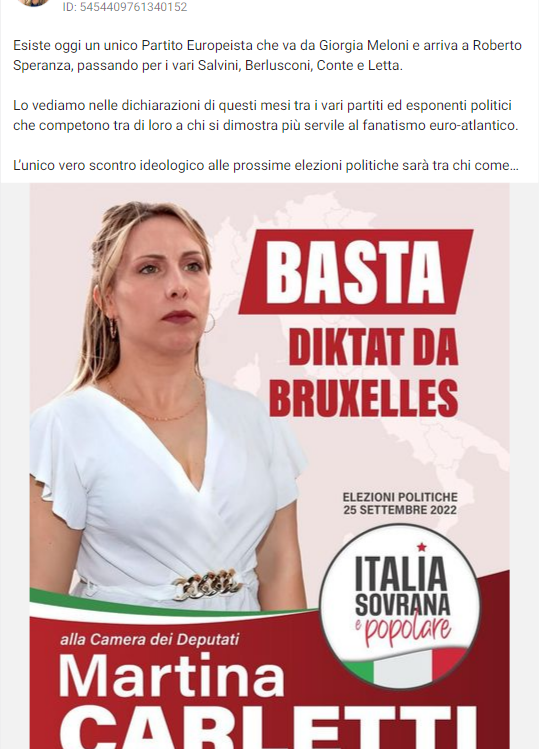 ID: 5454409761340152
Esiste oggi un unico Partito Europeista che va da Giorgia Meloni e arriva a Roberto
Speranza, passando per i vari Salvini, Berlusconi, Conte e Letta.
Lo vediamo nelle dichiarazioni di questi mesi tra i vari partiti ed esponenti politici
che competono tra di loro a chi si dimostra più servile al fanatismo euro-atlantico.
L'unico vero scontro ideologico alle prossime elezioni politiche sarà tra chi come...
BASTA
DIKTAT DA
BRUXELLES
ELEZIONI POLITICHE
25 SETTEMBRE 2022
ITALIA
SOVRANA
e popolare
alla Camera dei Deputati
Martina
CARLETTI